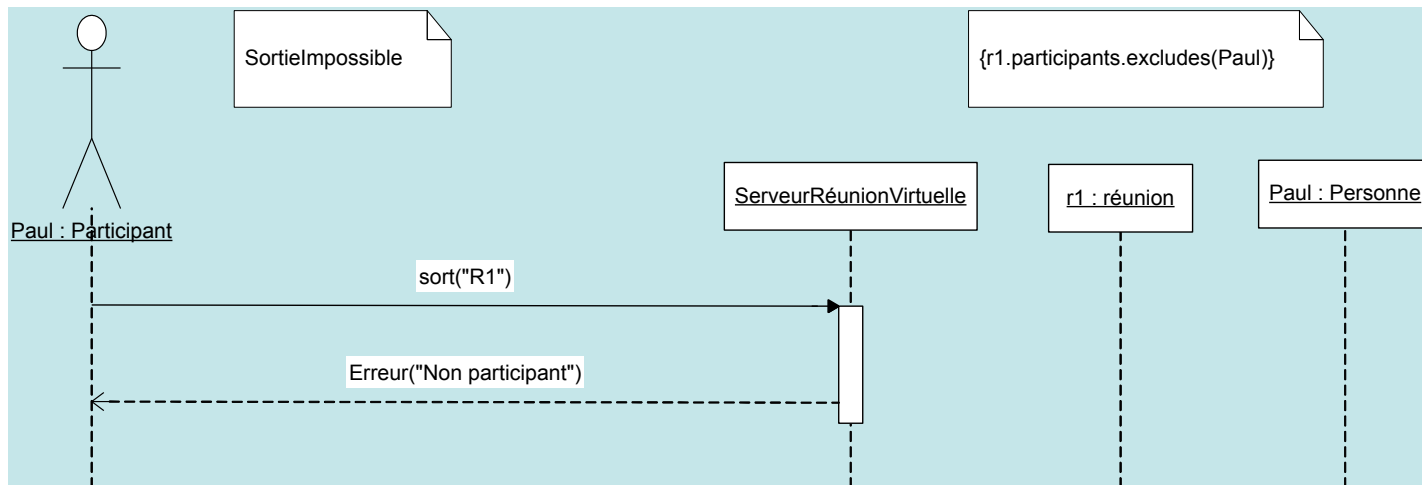 SortieImpossible
{r1.participants.excludes(Paul)}
ServeurRéunionVirtuelle
r1 : réunion
Paul : Personne
Paul : Participant
sort("R1")
Erreur("Non participant")